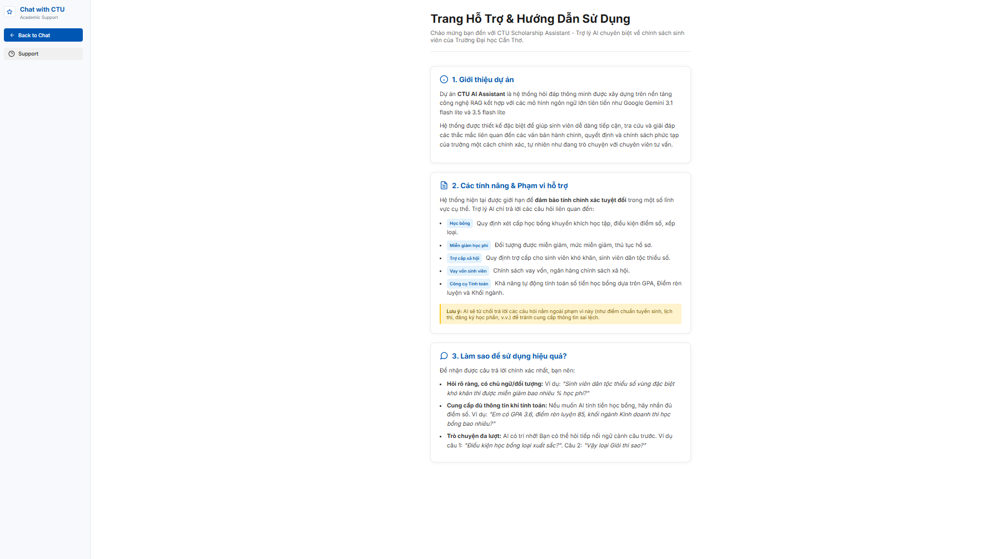 Chat with CTU
Academic Support
Back to Chat
Support
Trang Hỗ Trợ & Hướng Dẫn Sử Dụng
Chào mừng bạn đến với CTU Scholarship Assistant - Trợ lý AI chuyên biệt về chính sách sinh
viên của Trường Đại học Cần Thơ.
1. Giới thiệu dự án
Dự án CTU AI Assistant là hệ thống hỏi đáp thông minh được xây dựng trên nền tảng
công nghệ RAG kết hợp với các mô hình ngôn ngữ lớn tiên tiến như Google Gemini 3.1
flash lite và 3.5 flash lite
Hệ thống được thiết kế đặc biệt để giúp sinh viên dễ dàng tiếp cận, tra cứu và giải đáp
các thắc mắc liên quan đến các văn bản hành chính, quyết định và chính sách phức tạp
của trường một cách chính xác, tự nhiên như đang trò chuyện với chuyên viên tư vấn.
2. Các tính năng & Phạm vi hỗ trợ
Hệ thống hiện tại được giới hạn để đảm bảo tính chính xác tuyệt đối trong một số lĩnh
vực cụ thể. Trợ lý AI chỉ trả lời các câu hỏi liên quan đến:
• Học bổng Quy định xét cấp học bổng khuyến khích học tập, điều kiện điểm số, xếp
loại.
• Miễn giảm học phí Đối tượng được miễn giảm, mức miễn giảm, thủ tục hồ sơ.
• Trợ cấp xã hội Quy định trợ cấp cho sinh viên khó khăn, sinh viên dân tộc thiểu số.
• Vay vốn sinh viên Chính sách vay vốn, ngân hàng chính sách xã hội.
• Công cụ Tính toán Khả năng tự động tính toán số tiền học bổng dựa trên GPA, Điểm rèn
luyện và Khối ngành.
Lưu ý: AI sẽ từ chối trả lời các câu hỏi nằm ngoài phạm vi này (như điểm chuẩn tuyển sinh, lịch
thi, đăng ký học phần, v.v.) để tránh cung cấp thông tin sai lệch.
3. Làm sao để sử dụng hiệu quả?
Để nhận được câu trả lời chính xác nhất, bạn nên:
• Hỏi rõ ràng, có chủ ngữ/đối tượng: Ví dụ: "Sinh viên dân tộc thiểu số vùng đặc biệt
khó khăn thì được miễn giảm bao nhiêu % học phí?"
• Cung cấp đủ thông tin khi tính toán: Nếu muốn AI tính tiền học bổng, hãy nhắn đủ
điểm số. Ví dụ: "Em có GPA 3.6, điểm rèn luyện 85, khối ngành Kinh doanh thì học
bổng bao nhiêu?"
• Trò chuyện đa lượt: AI có trí nhớ! Bạn có thể hỏi tiếp nối ngữ cảnh câu trước. Ví dụ
câu 1: "Điều kiện học bổng loại xuất sắc?". Câu 2: "Vậy loại Giỏi thì sao?"